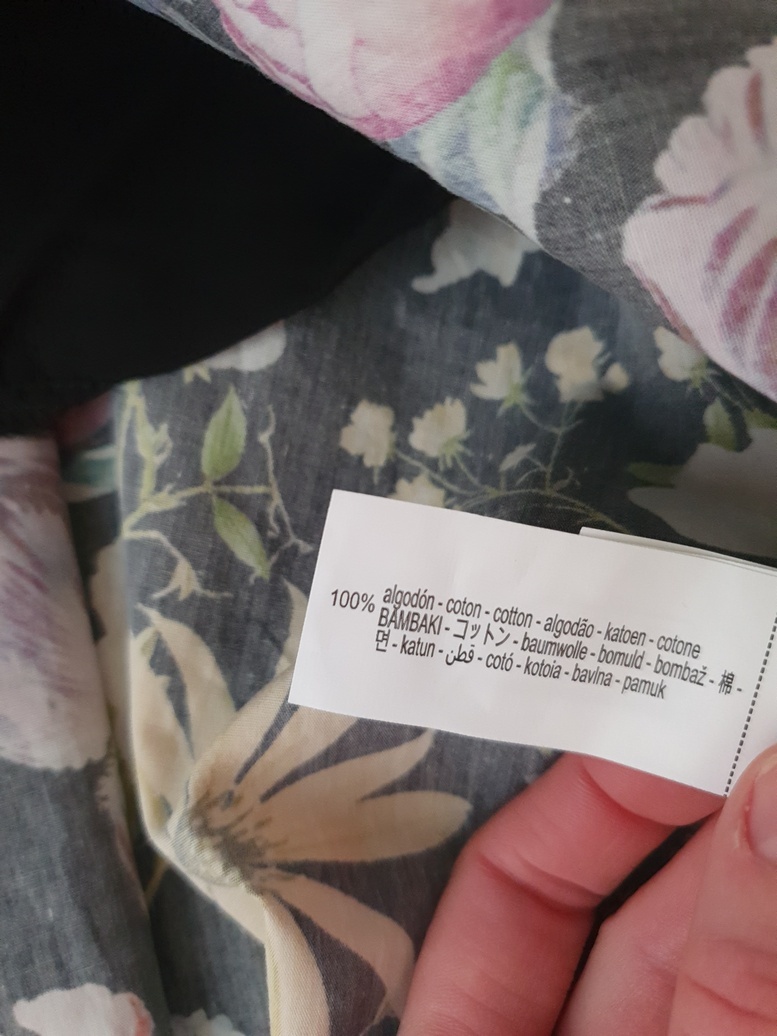 100% algodón - coton - cotton - algodão - katoen - cotone
BAMBAKI - コットン - baumwolle - bomuld - bombaž - 棉 -
면 - katun - قطن - cotó - kotoia - bavlna - pamuk